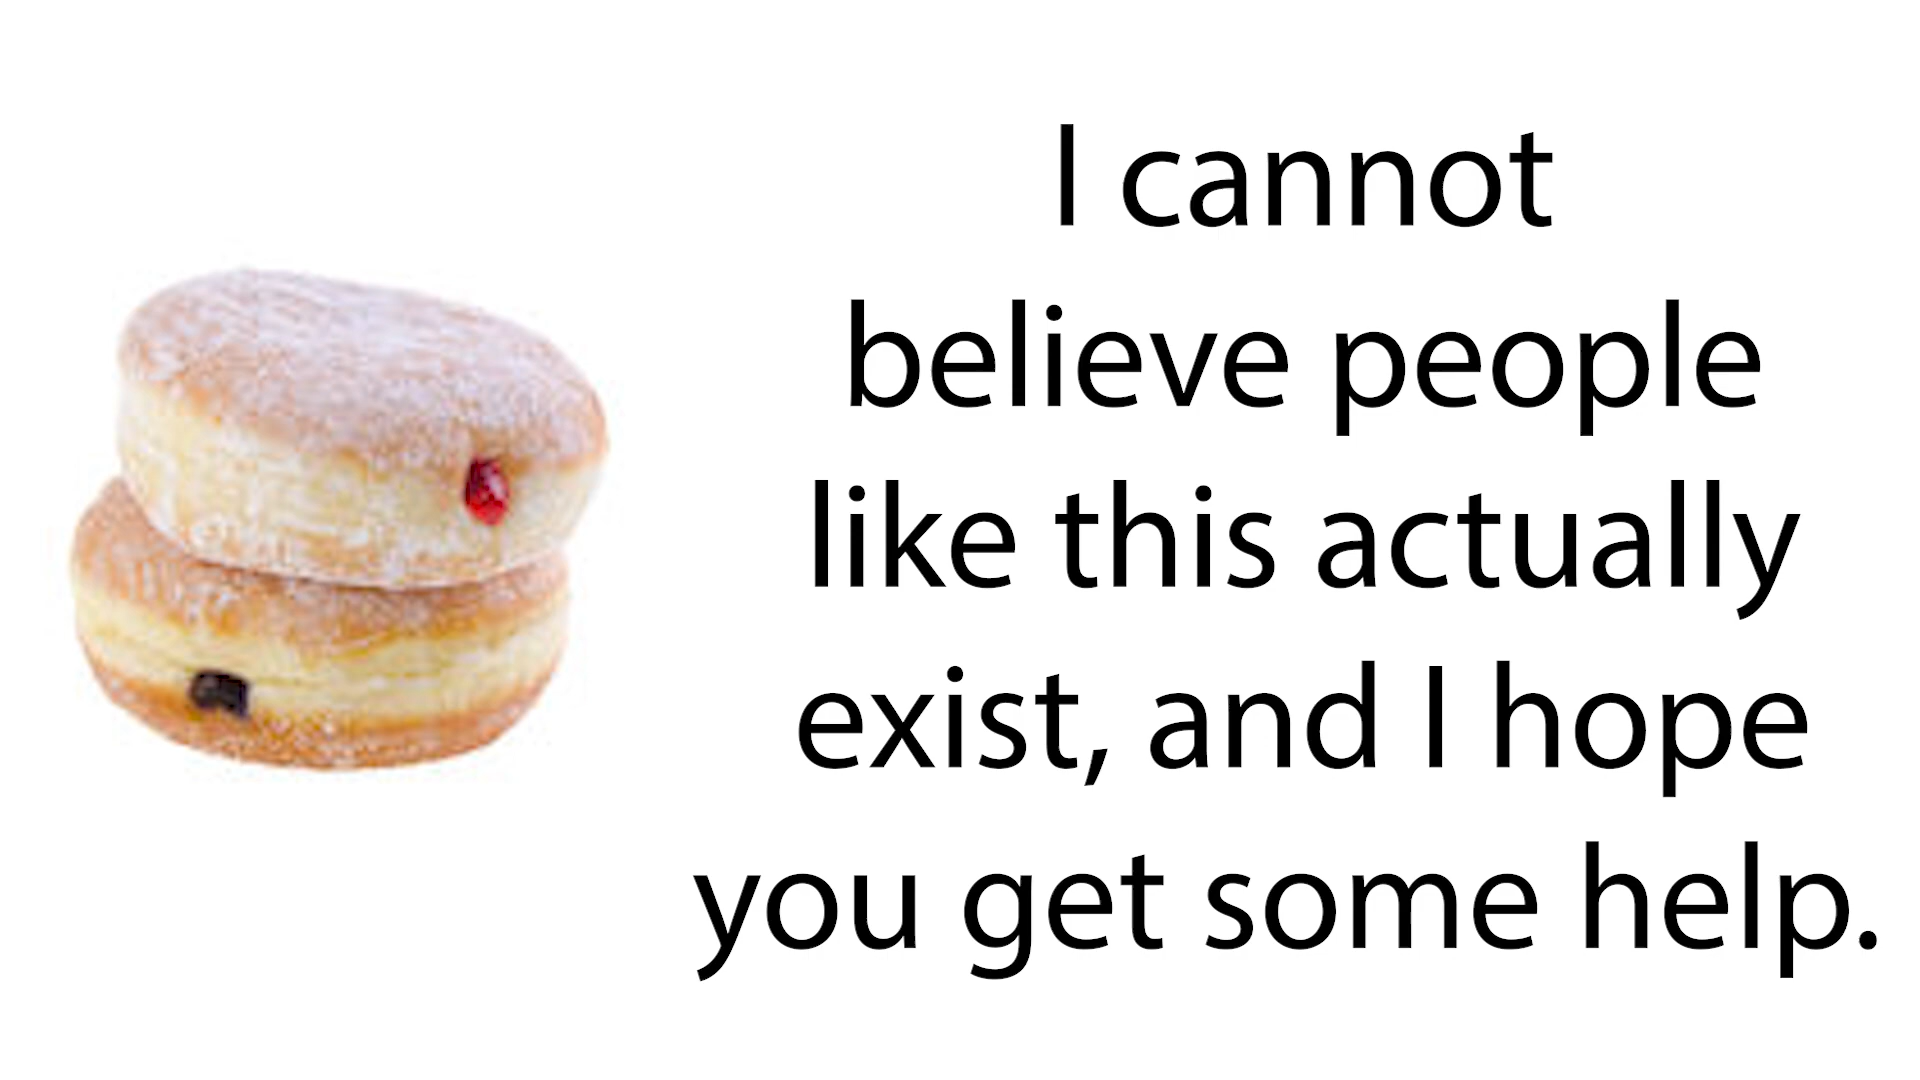 I cannot
believe people
like this actually
exist, and I hope
you get some help.